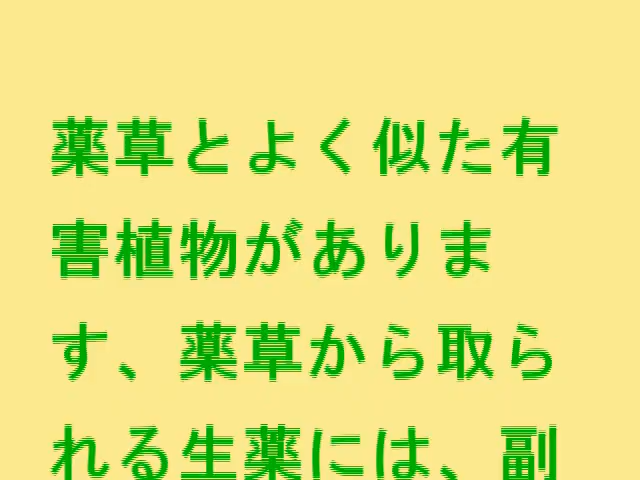 薬草とよく似た有
害植物がありま
す、薬草から取ら
れる生薬には、副